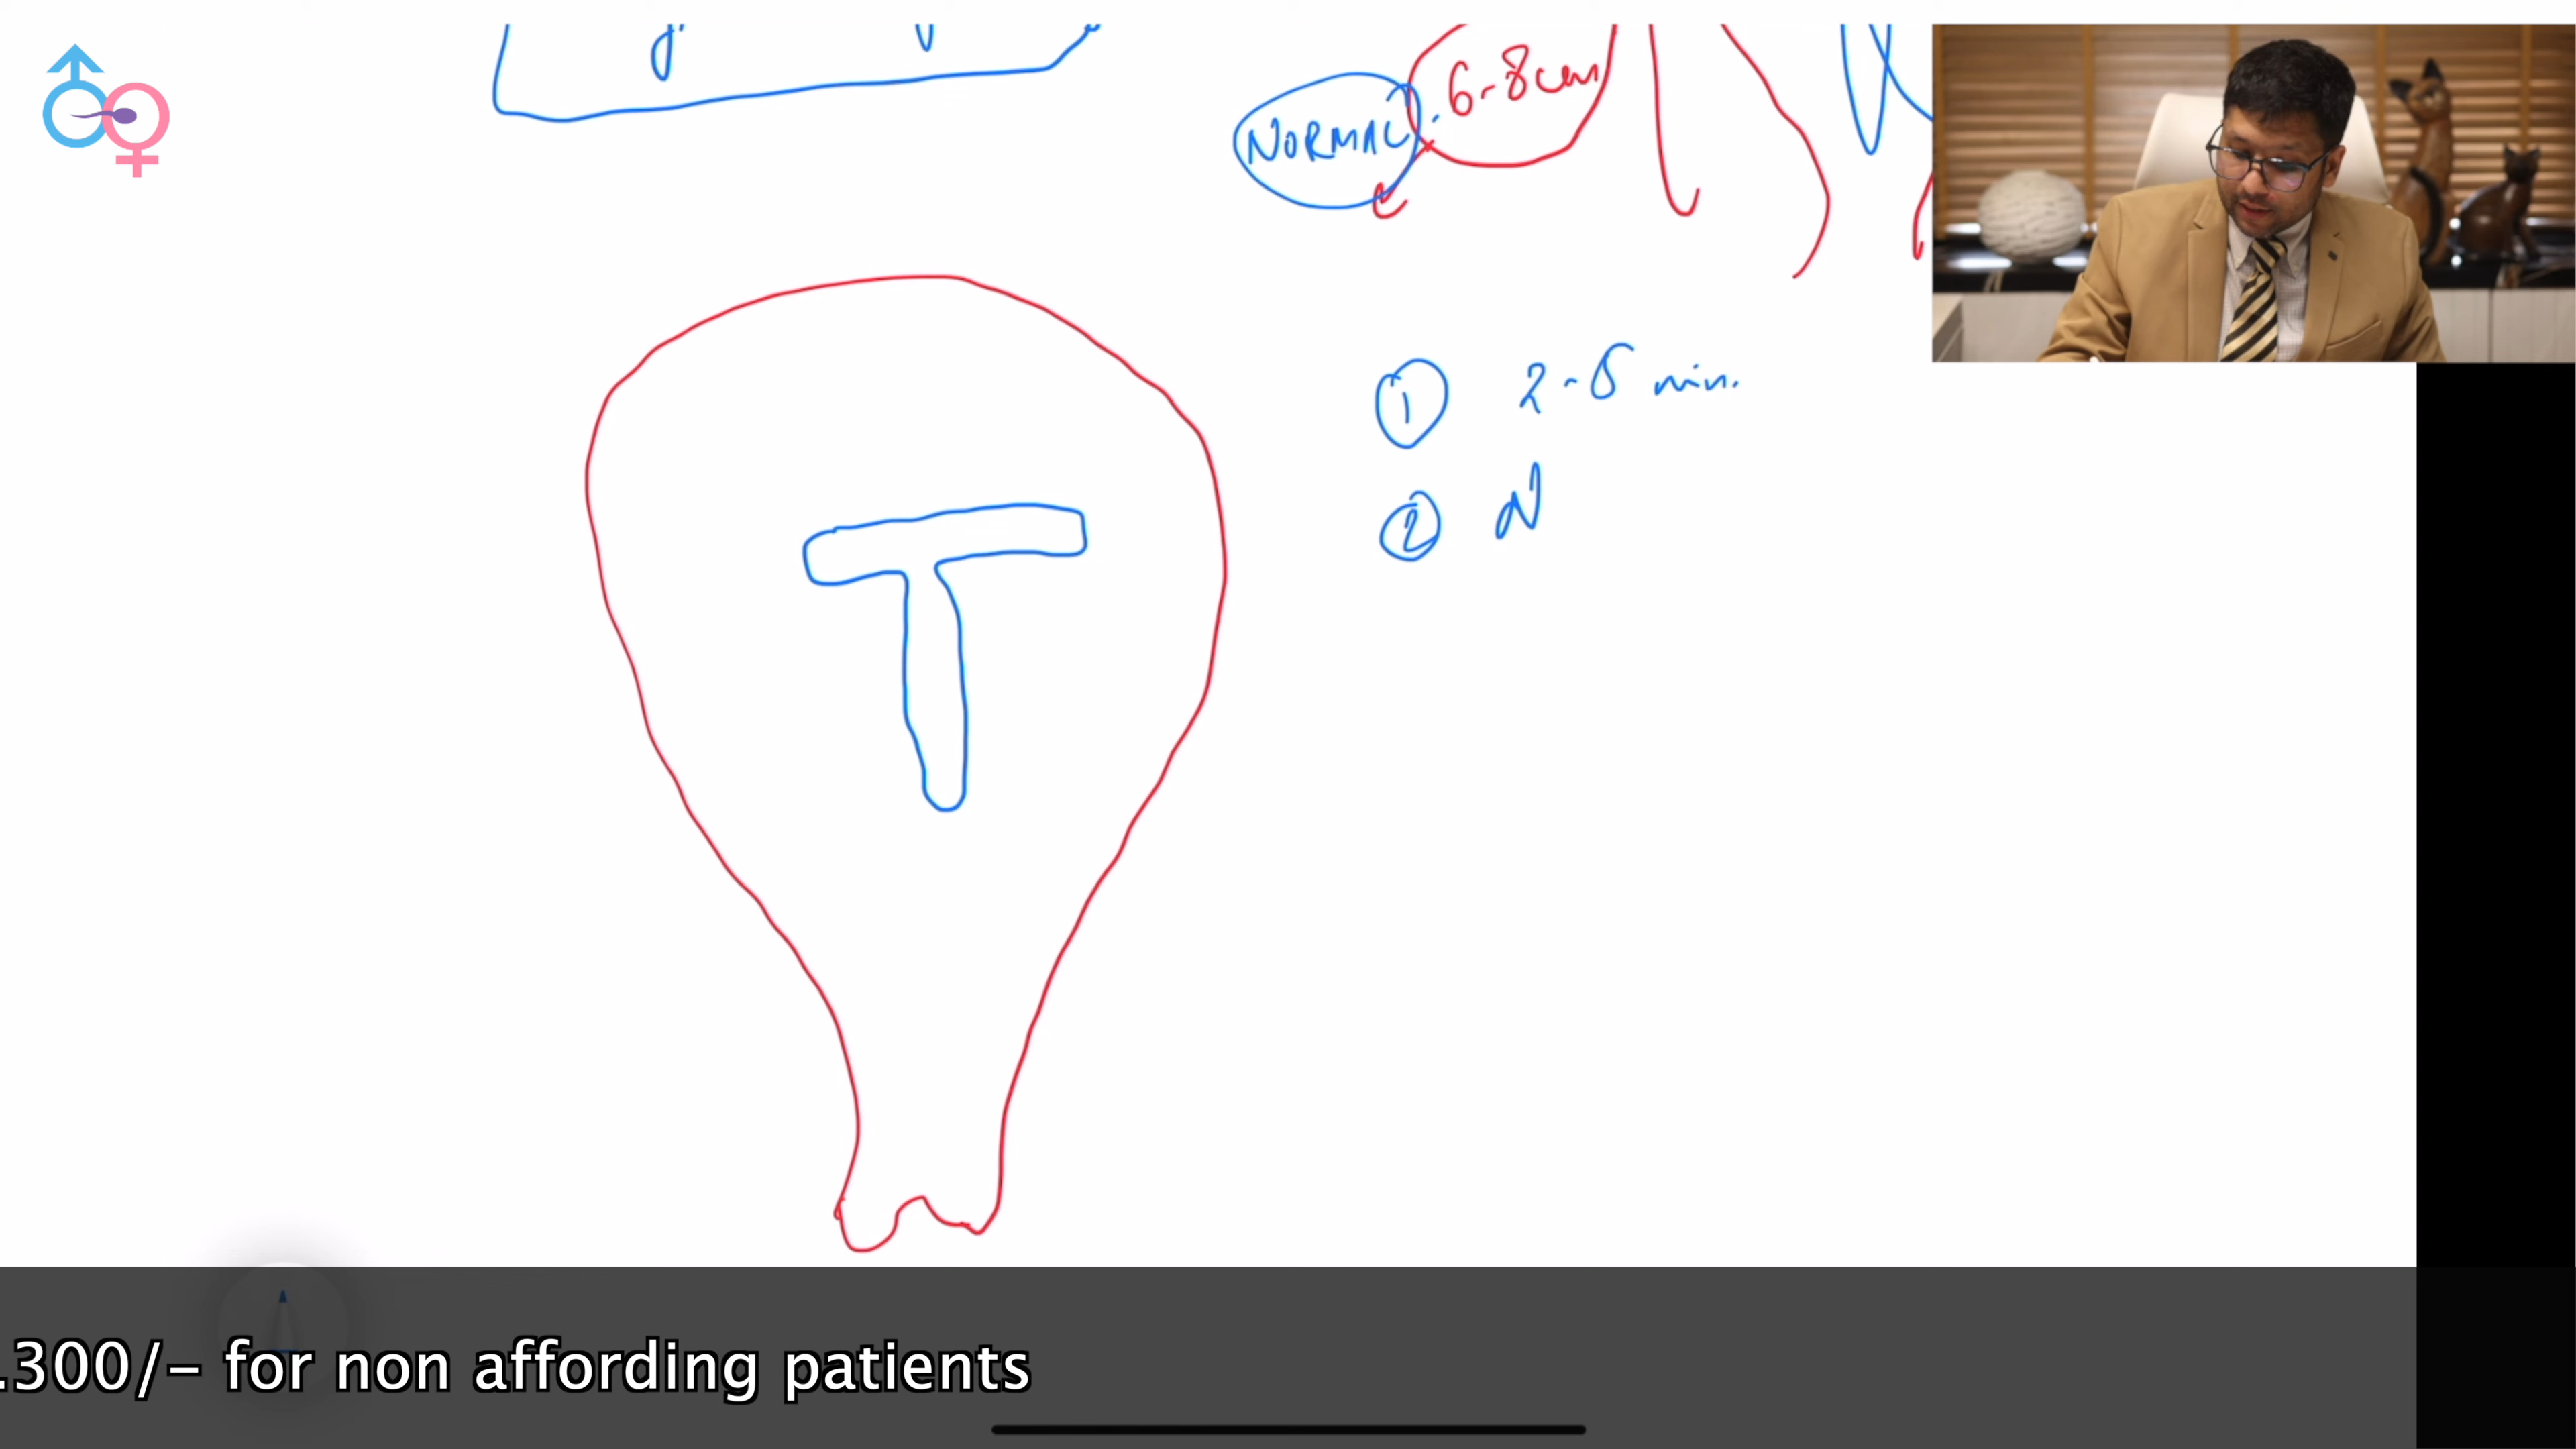 NORMAL
6-8cm
① 2-5 min.
② N
.300/- for non affording patients